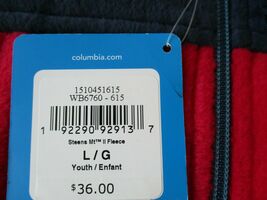 columbia.com
1510451615
WB6760 - 615
1 92290 92913 7
Steens Mt™ II Fleece
L / G
Youth / Enfant
$36.00